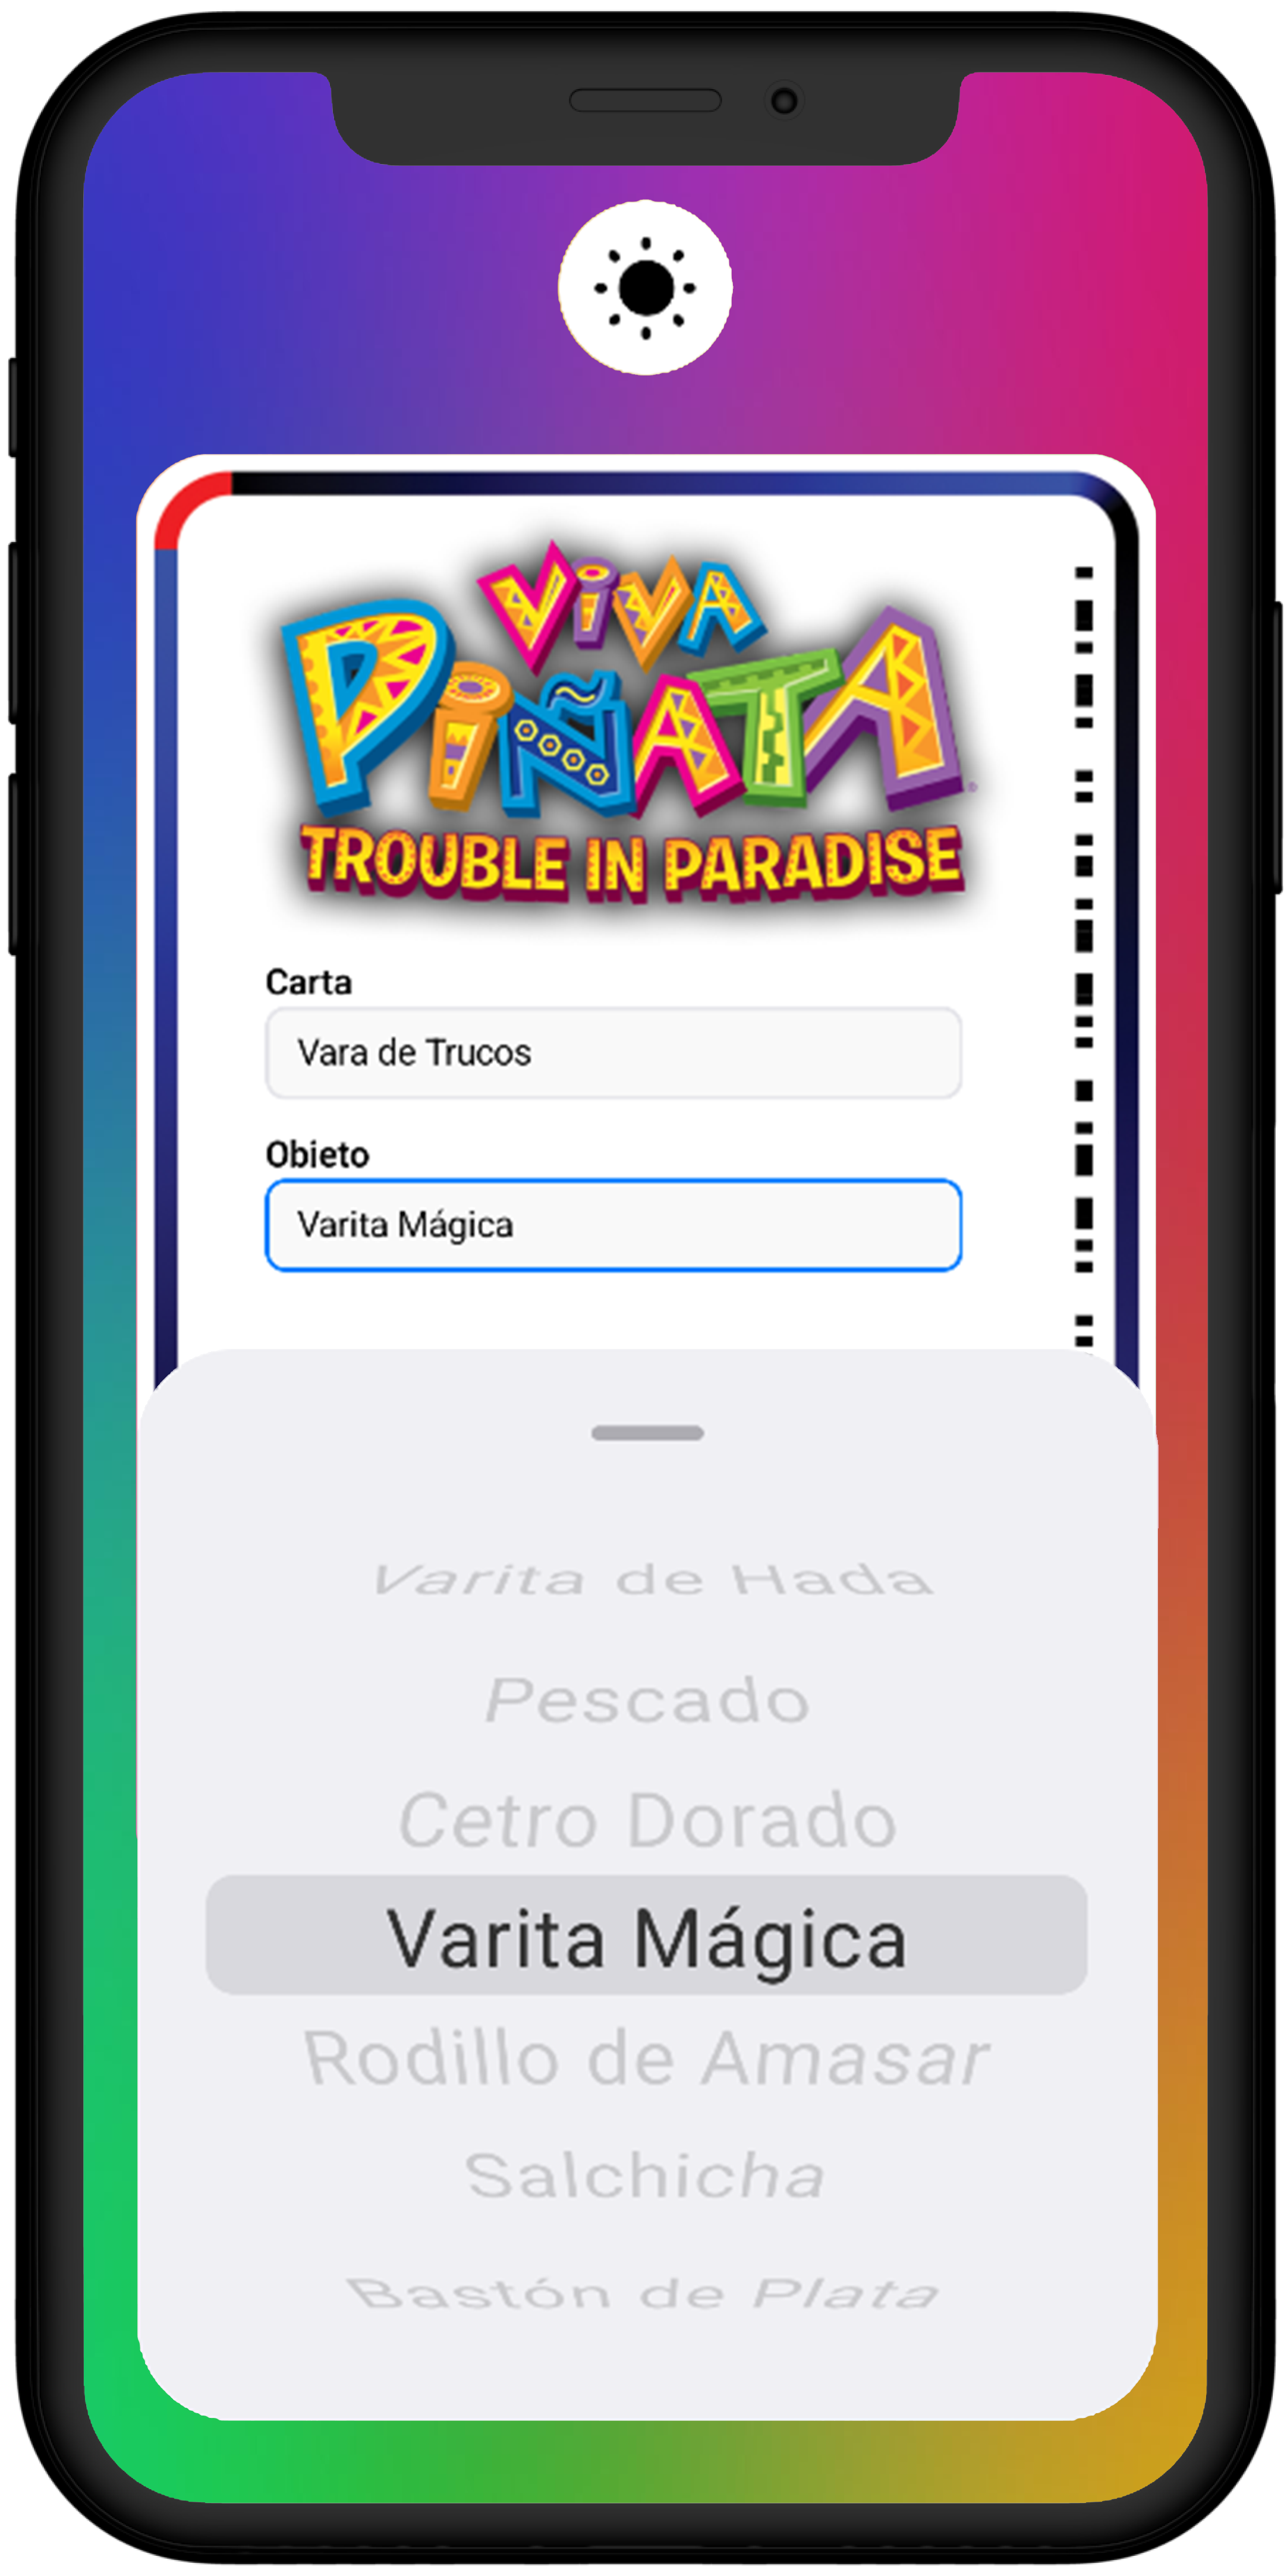 VIVA
PIÑATA
TROUBLE IN PARADISE
Carta
Vara de Trucos
Obieto
Varita Mágica
Varita de Hada
Pescado
Cetro Dorado
Varita Mágica
Rodillo de Amasar
Salchicha
Bastón de Plata